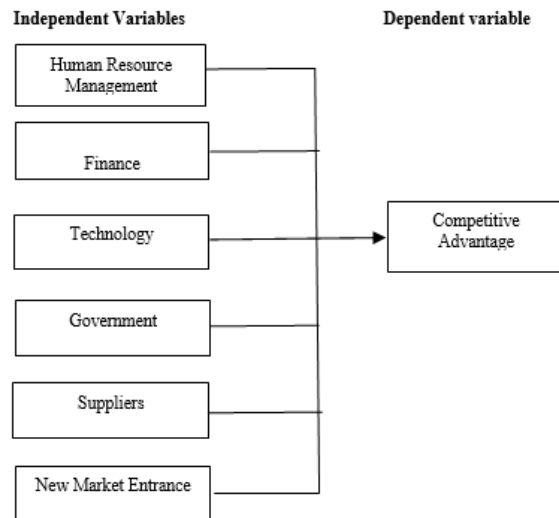 Independent Variables
Dependent variable
Human Resource
Management
Finance
Technology
Competitive
Advantage
Government
Suppliers
New Market Entrance